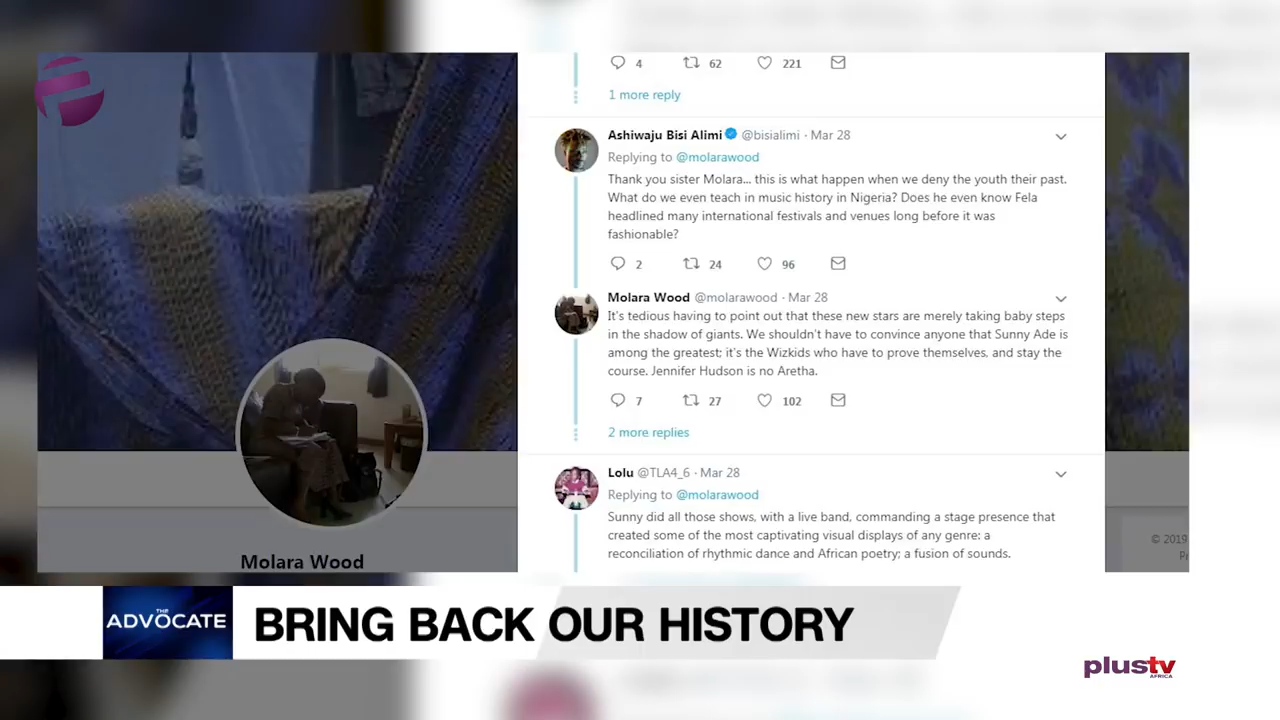 4 62 221
1 more reply
Ashiwaju Bisi Alimi @bisialimi · Mar 28
Replying to @molarawood
Thank you sister Molara... this is what happen when we deny the youth their past.
What do we even teach in music history in Nigeria? Does he even know Fela
headlined many international festivals and venues long before it was
fashionable?
2 24 96
Molara Wood @molarawood · Mar 28
It's tedious having to point out that these new stars are merely taking baby steps
in the shadow of giants. We shouldn't have to convince anyone that Sunny Ade is
among the greatest; it's the Wizkids who have to prove themselves, and stay the
course. Jennifer Hudson is no Aretha.
7 27 102
2 more replies
Lolu @TLA4_6 · Mar 28
Replying to @molarawood
Sunny did all those shows, with a live band, commanding a stage presence that
created some of the most captivating visual displays of any genre: a
reconciliation of rhythmic dance and African poetry; a fusion of sounds.
Molara Wood
© 2019
THE
ADVOCATE
BRING BACK OUR HISTORY
plustv
AFRICA